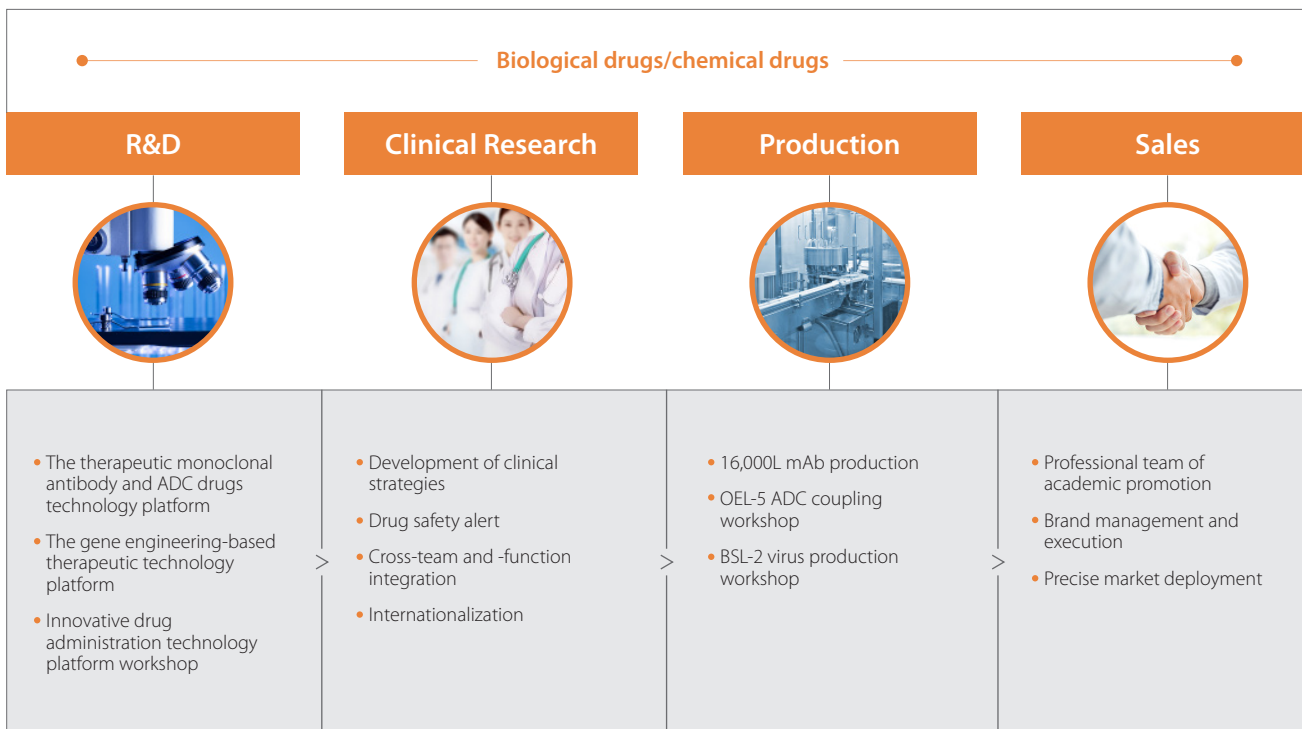 Biological drugs/chemical drugs
R&D
Clinical Research
Production
Sales
• The therapeutic monoclonal
antibody and ADC drugs
technology platform
• The gene engineering-based
therapeutic technology
platform
• Innovative drug
administration technology
platform workshop
>
• Development of clinical
strategies
• Drug safety alert
• Cross-team and -function
integration
• Internationalization
>
• 16,000L mAb production
• OEL-5 ADC coupling
workshop
• BSL-2 virus production
workshop
>
• Professional team of
academic promotion
• Brand management and
execution
• Precise market deployment